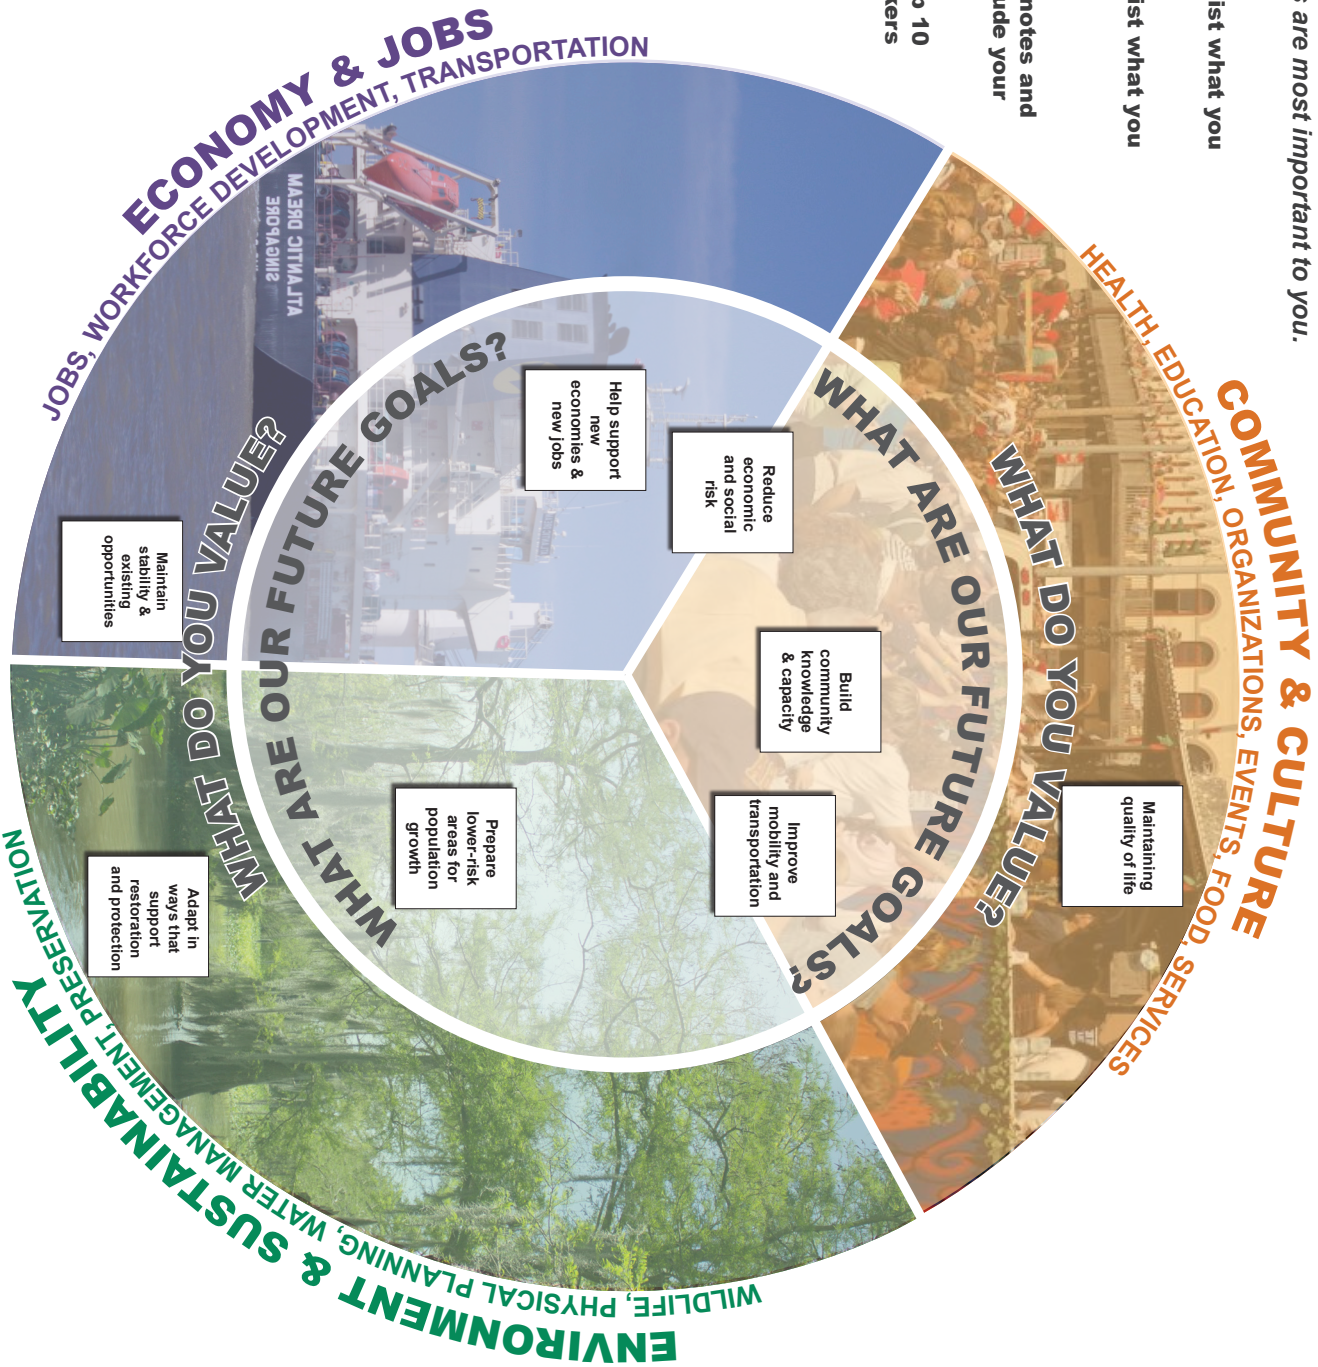 s are most important to you.
ist what you
ist what you
notes and
ude your
p 10
kers
COMMUNITY & CULTURE
HEALTH, EDUCATION, ORGANIZATIONS, EVENTS, FOOD, SERVICES
WHAT DO YOU VALUE?
Maintaining
quality of life
WHAT ARE OUR FUTURE GOALS?
Build
community
knowledge
& capacity
Improve
mobility and
transportation
Reduce
economic
and social
risk
ECONOMY & JOBS
JOBS, WORKFORCE DEVELOPMENT, TRANSPORTATION
Help support
new
economies &
new jobs
WHAT ARE OUR FUTURE GOALS?
Prepare
lower-risk
areas for
population
growth
WHAT DO YOU VALUE?
Maintain
stability &
existing
opportunities
Adapt in
ways that
support
restoration
and protection
ATLANTIC DREAM
SINGAPORE
WILDLIFE, PHYSICAL PLANNING, WATER MANAGEMENT, PRESERVATION
ENVIRONMENT & SUSTAINABILITY